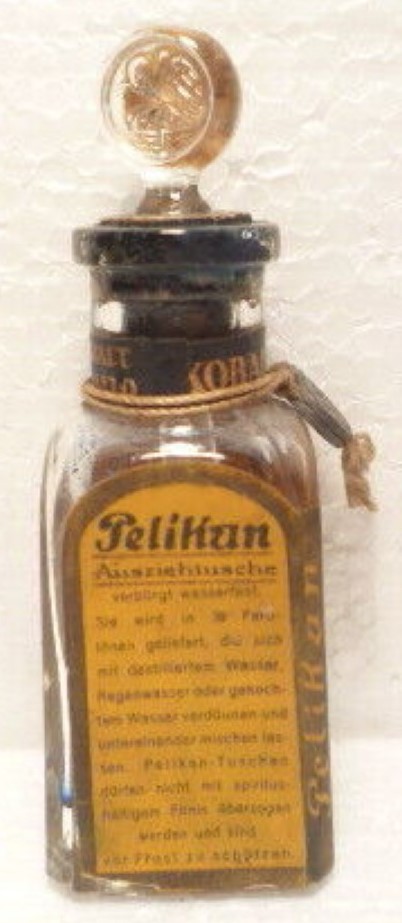 KOBA
Pelikan
Ausziehtusche
verbürgt wasserfest.
Sie wird in 18 Far-
tönen geliefert, die sich
mit destilliertem Wasser,
Regenwasser oder gekoch-
tem Wasser verdünnen und
untereinander mischen las-
sen. Pelikan-Tuschen
dürfen nicht mit spiritus-
haltigem Firnis überzogen
werden und sind
vor Frost zu schützen.
Pelikan